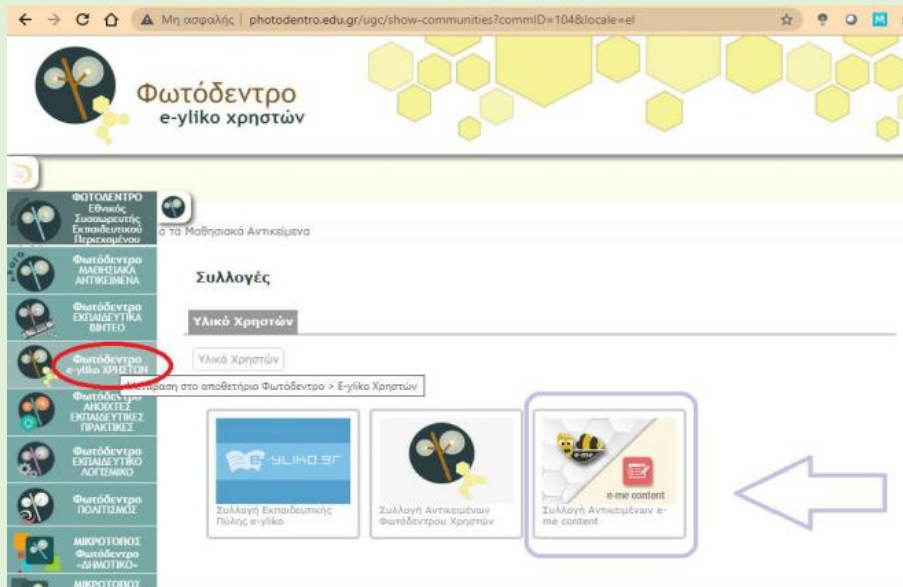 Μη ασφαλής | photodentro.edu.gr/ugc/show-communities?commID=104&locale=el
Φωτόδεντρο
e-yliko χρηστών
ΦΩΤΟΔΕΝΤΡΟ
Εθνικός
Συσσωρευτής
Εκπαιδευτικού
Περιεχομένου
α τα Μαθησιακά Αντικείμενα
Φωτόδεντρο
ΜΑΘΗΣΙΑΚΑ
ΑΝΤΙΚΕΙΜΕΝΑ
Φωτόδεντρο
ΕΚΠΑΙΔΕΥΤΙΚΑ
ΒΙΝΤΕΟ
Φωτόδεντρο
e-yliko ΧΡΗΣΤΩΝ
Φωτόδεντρο
ΑΝΟΙΧΤΕΣ
ΕΚΠΑΙΔΕΥΤΙΚΕΣ
ΠΡΑΚΤΙΚΕΣ
Φωτόδεντρο
ΕΚΠΑΙΔΕΥΤΙΚΟ
ΛΟΓΙΣΜΙΚΟ
Φωτόδεντρο
ΠΟΛΙΤΙΣΜΟΣ
ΜΙΚΡΟΤΟΠΟΣ
Φωτόδεντρο
«ΔΗΜΟΤΙΚΟ»
ΜΙΚΡΟΤΟΠΟΣ
Συλλογές
Υλικό Χρηστών
Υλικό Χρηστών
Μετάβαση στο αποθετήριο Φωτόδεντρο > E-yliko Χρηστών
E-YLIKO.gr
Συλλογή Εκπαιδευτικής
Πύλης e-yliko
Συλλογή Αντικειμένων
Φωτόδεντρου Χρηστών
e-me
e-me content
Συλλογή Αντικειμένων e-
me content
M